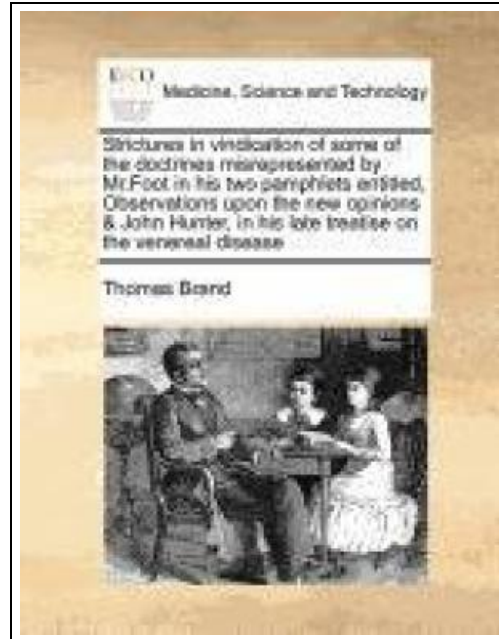 ECCO
Medicine, Science and Technology
Strictures in vindication of some of
the doctrines misrepresented by
Mr.Foot in his two pamphlets entitled,
Observations upon the new opinions
& John Hunter, in his late treatise on
the venereal disease
Thomas Brand